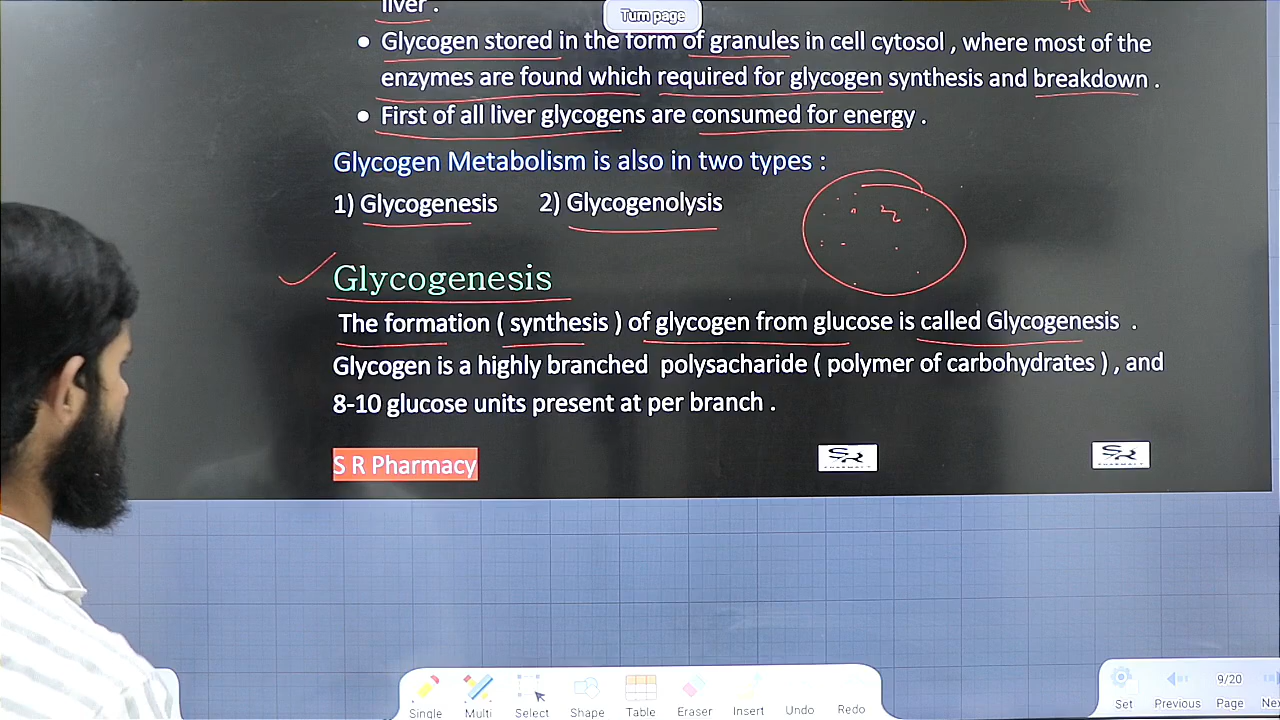 liver .
Turn page
• Glycogen stored in the form of granules in cell cytosol , where most of the
enzymes are found which required for glycogen synthesis and breakdown .
• First of all liver glycogens are consumed for energy .
Glycogen Metabolism is also in two types :
1) Glycogenesis 2) Glycogenolysis
Glycogenesis
The formation ( synthesis ) of glycogen from glucose is called Glycogenesis .
Glycogen is a highly branched polysacharide ( polymer of carbohydrates ) , and
8-10 glucose units present at per branch .
S R Pharmacy
SR
PHARMACY
SR
PHARMACY
Single Multi Select Shape Table Eraser Insert Undo Redo
9/20
Set Previous Page